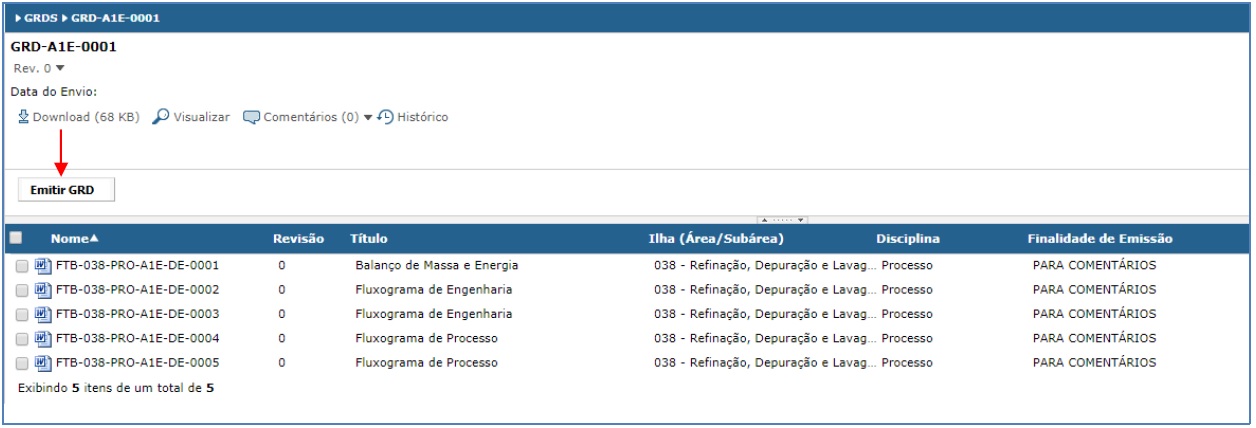 GRDS GRD-A1E-0001
GRD-A1E-0001
Rev. 0
Data do Envio:
Download (68 KB) Visualizar Comentários (0) Histórico
Emitir GRD
Nome Revisão Título Ilha (Área/Subárea) Disciplina Finalidade de Emissão
FTB-038-PRO-A1E-DE-0001 0 Balanço de Massa e Energia 038 - Refinação, Depuração e Lavag... Processo PARA COMENTÁRIOS
FTB-038-PRO-A1E-DE-0002 0 Fluxograma de Engenharia 038 - Refinação, Depuração e Lavag... Processo PARA COMENTÁRIOS
FTB-038-PRO-A1E-DE-0003 0 Fluxograma de Engenharia 038 - Refinação, Depuração e Lavag... Processo PARA COMENTÁRIOS
FTB-038-PRO-A1E-DE-0004 0 Fluxograma de Processo 038 - Refinação, Depuração e Lavag... Processo PARA COMENTÁRIOS
FTB-038-PRO-A1E-DE-0005 0 Fluxograma de Processo 038 - Refinação, Depuração e Lavag... Processo PARA COMENTÁRIOS
Exibindo 5 itens de um total de 5